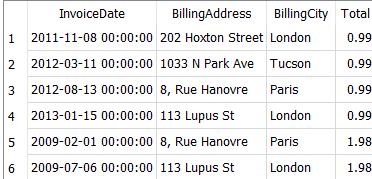 InvoiceDate BillingAddress BillingCity Total
1 2011-11-08 00:00:00 202 Hoxton Street London 0.99
2 2012-03-11 00:00:00 1033 N Park Ave Tucson 0.99
3 2012-08-13 00:00:00 8, Rue Hanovre Paris 0.99
4 2013-01-15 00:00:00 113 Lupus St London 0.99
5 2009-02-01 00:00:00 8, Rue Hanovre Paris 1.98
6 2009-07-06 00:00:00 113 Lupus St London 1.98